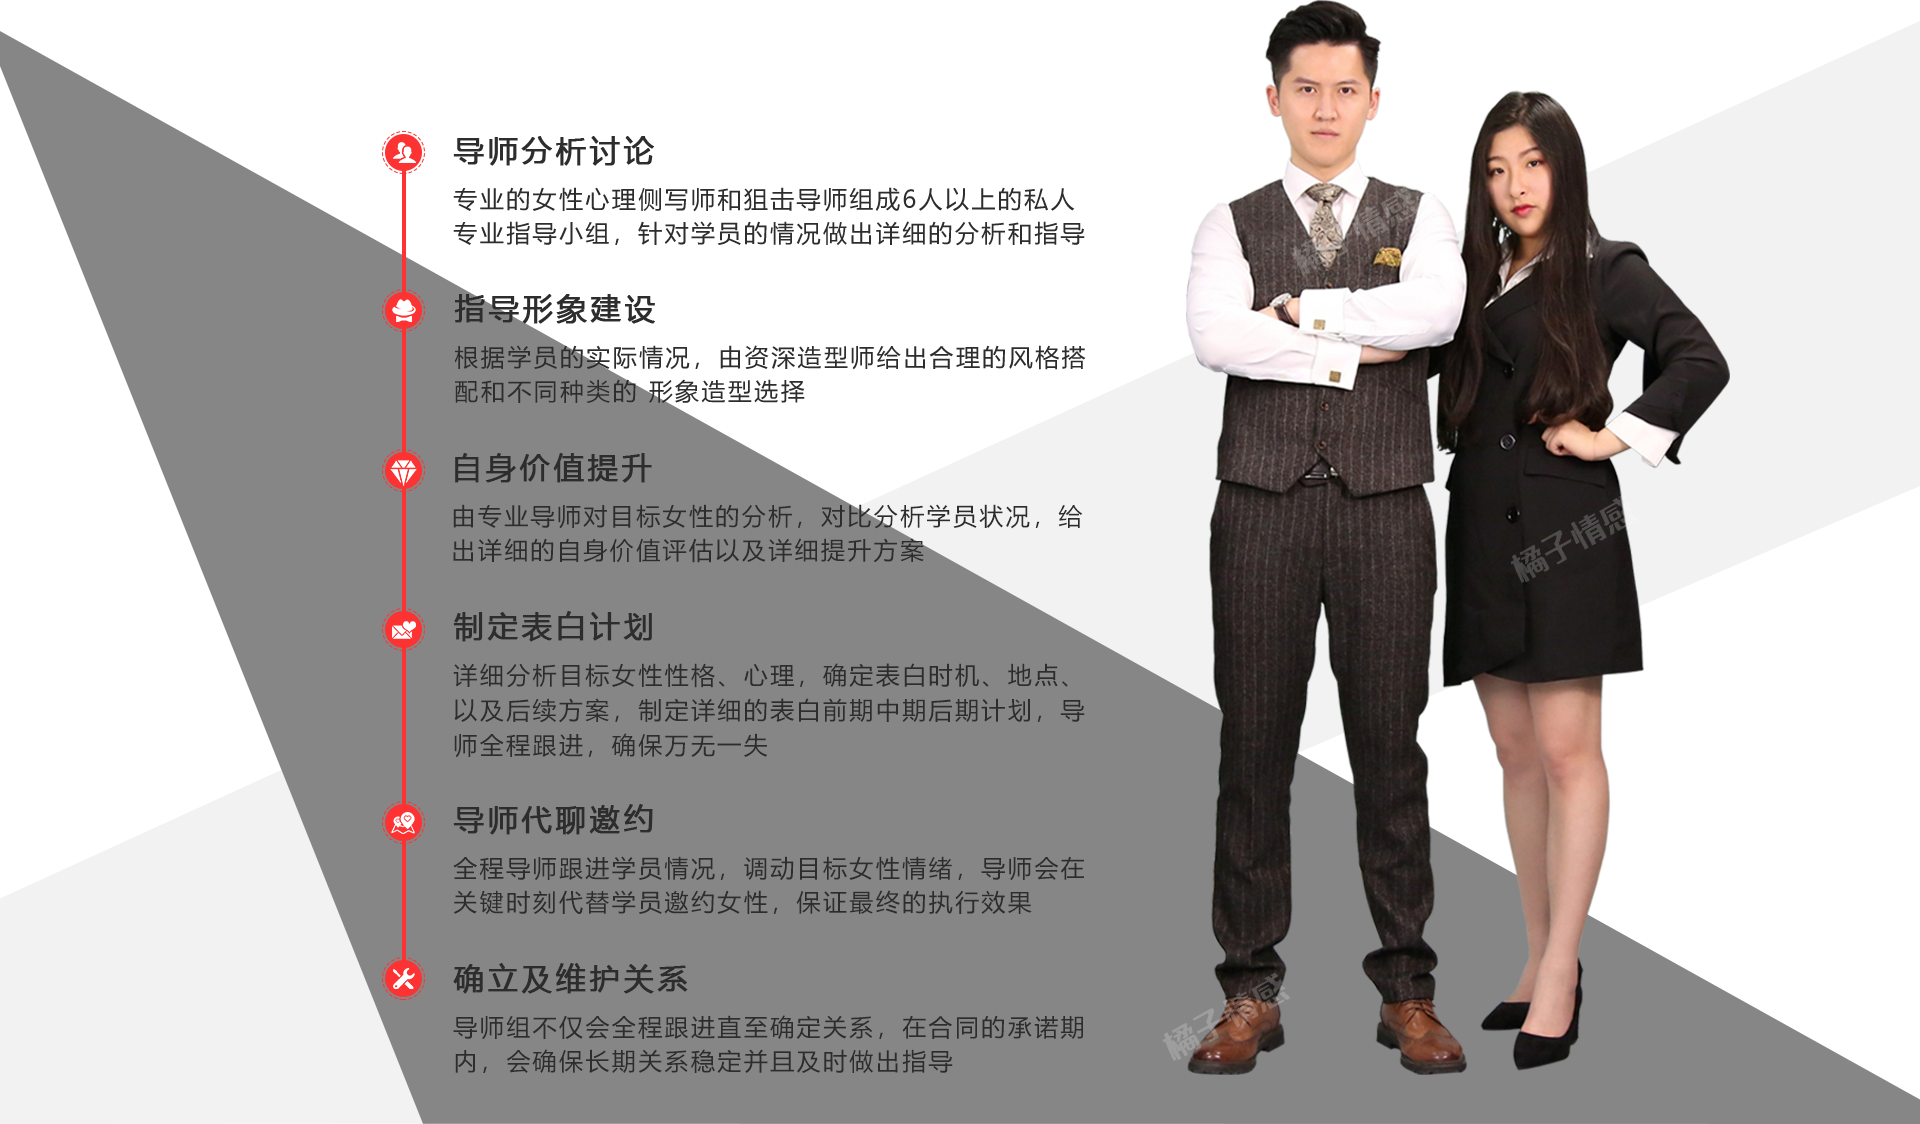 导师分析讨论
专业的女性心理侧写师和狙击导师组成6人以上的私人
专业指导小组，针对学员的情况做出详细的分析和指导
指导形象建设
根据学员的实际情况，由资深造型师给出合理的风格搭
配和不同种类的 形象造型选择
自身价值提升
由专业导师对目标女性的分析，对比分析学员状况，给
出详细的自身价值评估以及详细提升方案
制定表白计划
详细分析目标女性性格、心理，确定表白时机、地点、
以及后续方案，制定详细的表白前期中期后期计划，导
师全程跟进，确保万无一失
导师代聊邀约
全程导师跟进学员情况，调动目标女性情绪，导师会在
关键时刻代替学员邀约女性，保证最终的执行效果
确立及维护关系
导师组不仅会全程跟进直至确定关系，在合同的承诺期
内，会确保长期关系稳定并且及时做出指导
橘子情感
橘子情感
橘子情感